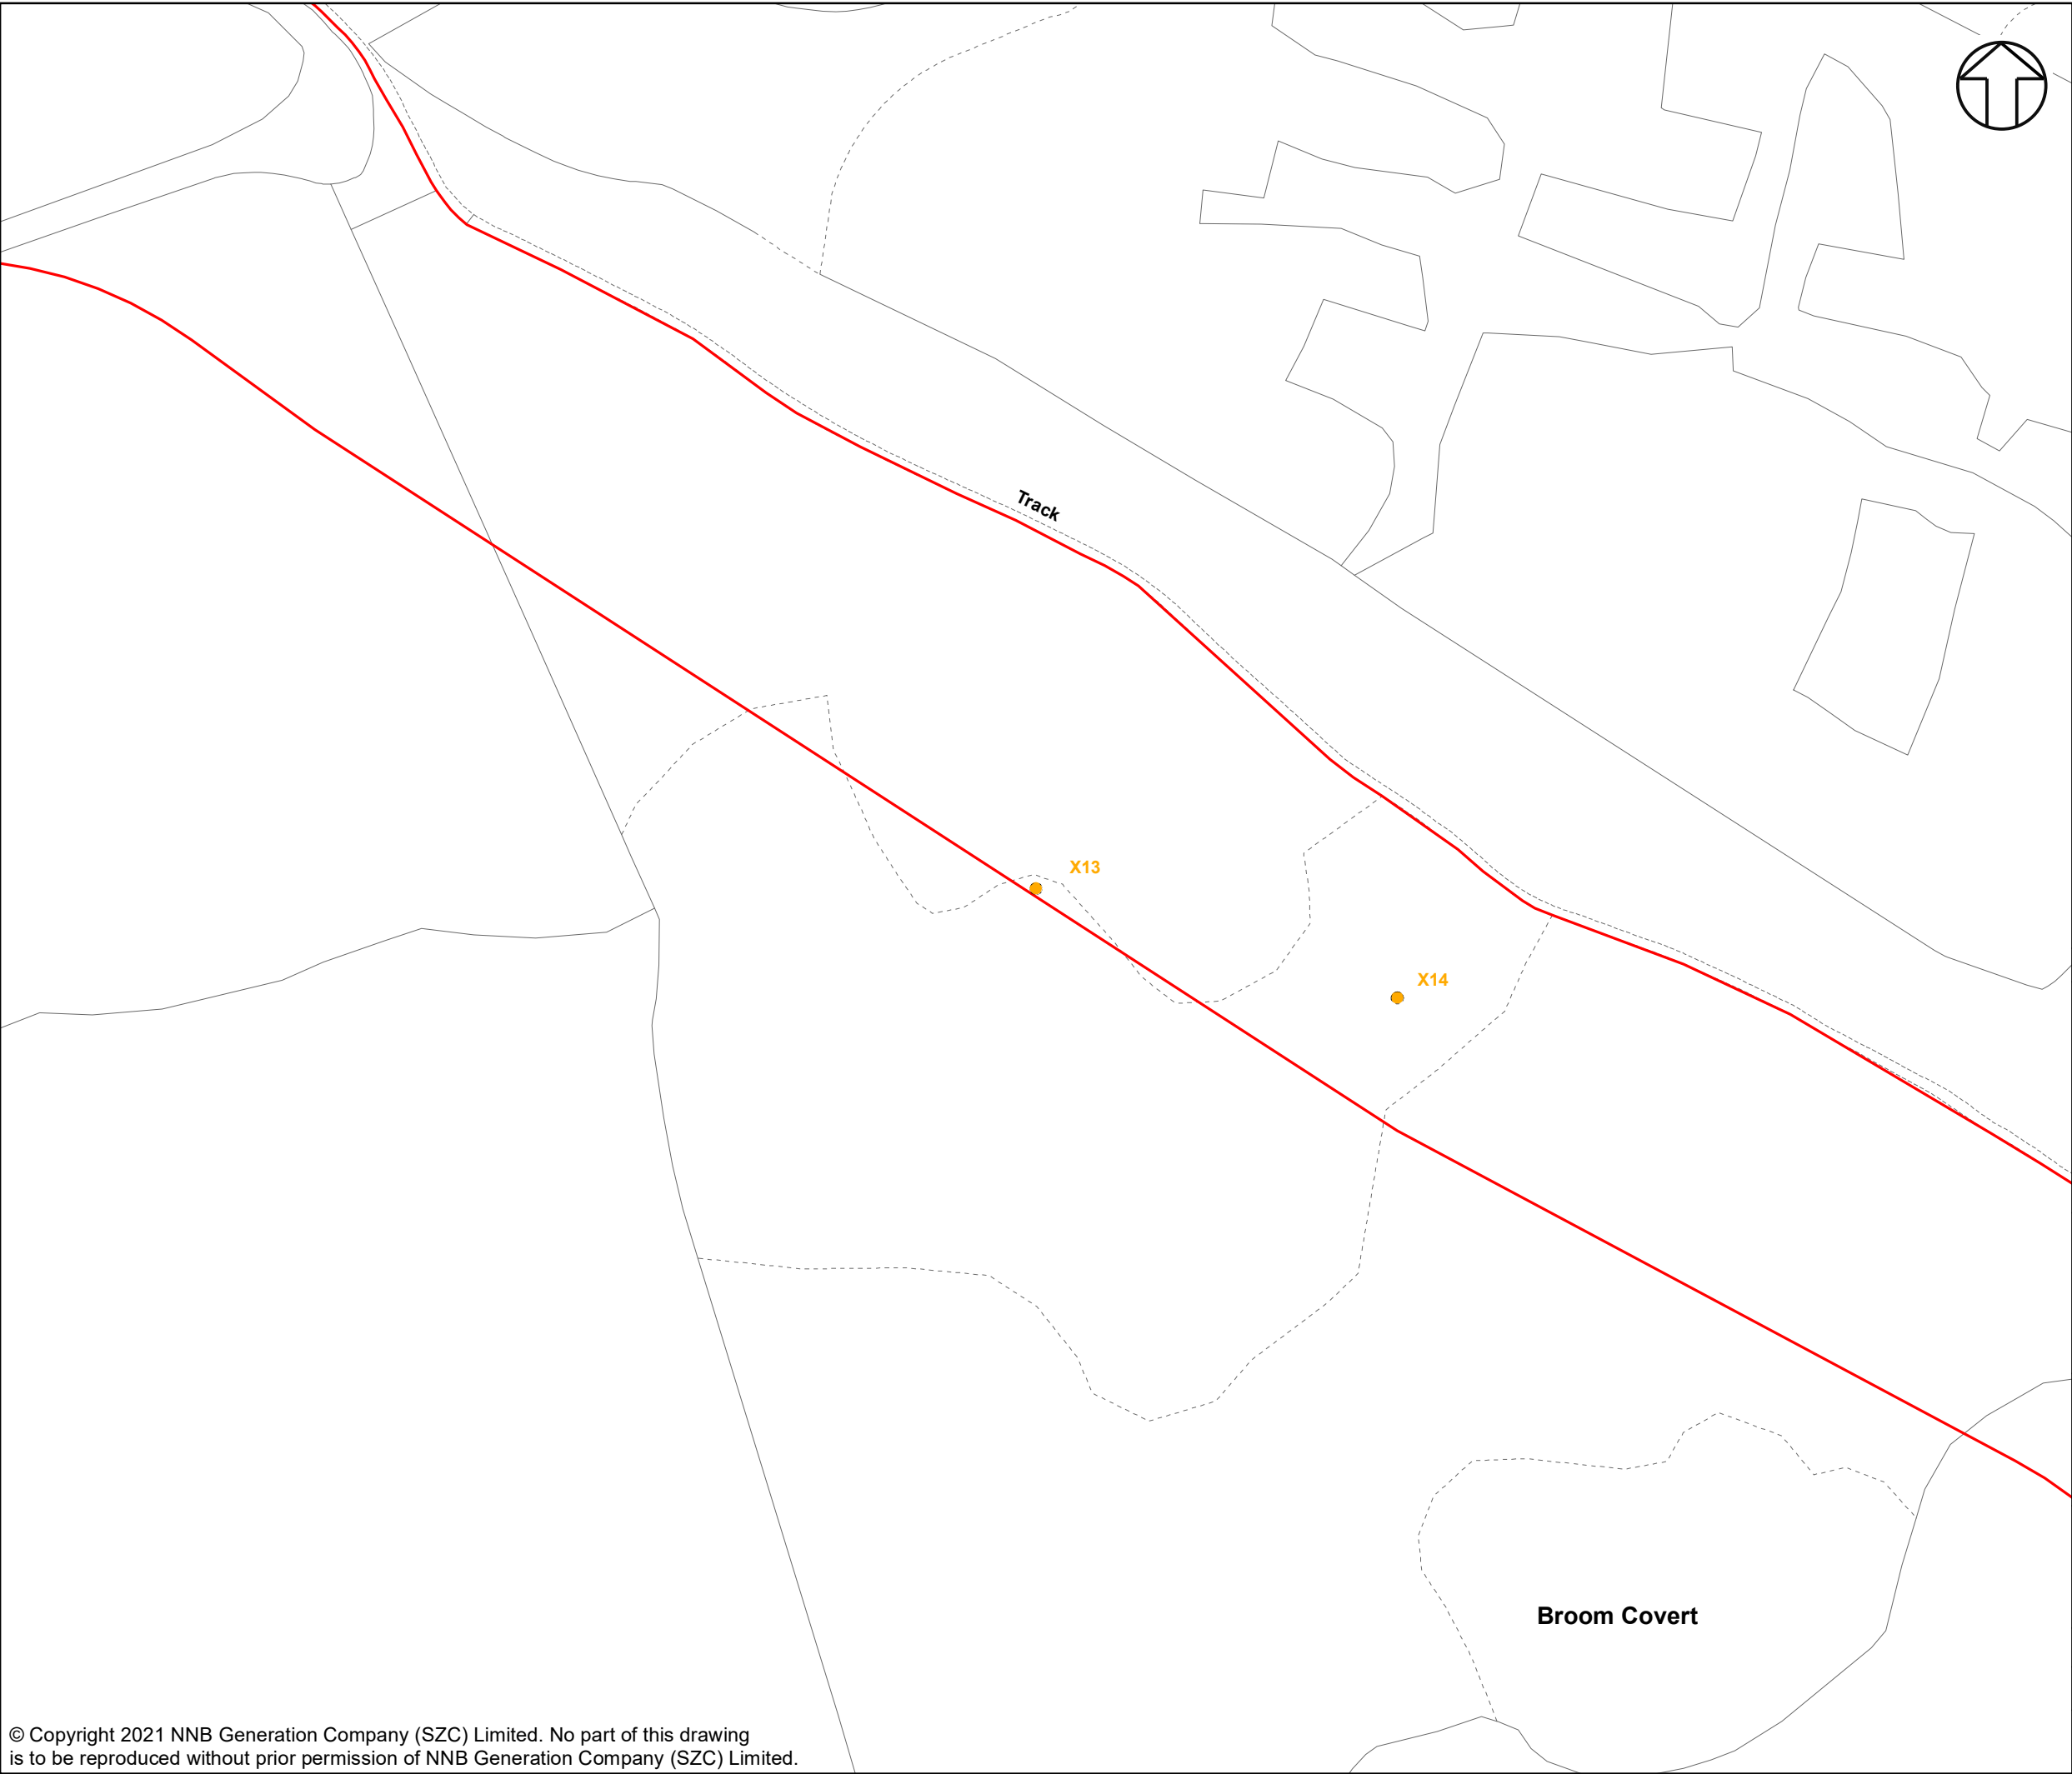 Track
X13
X14
Broom Covert
© Copyright 2021 NNB Generation Company (SZC) Limited. No part of this drawing
is to be reproduced without prior permission of NNB Generation Company (SZC) Limited.